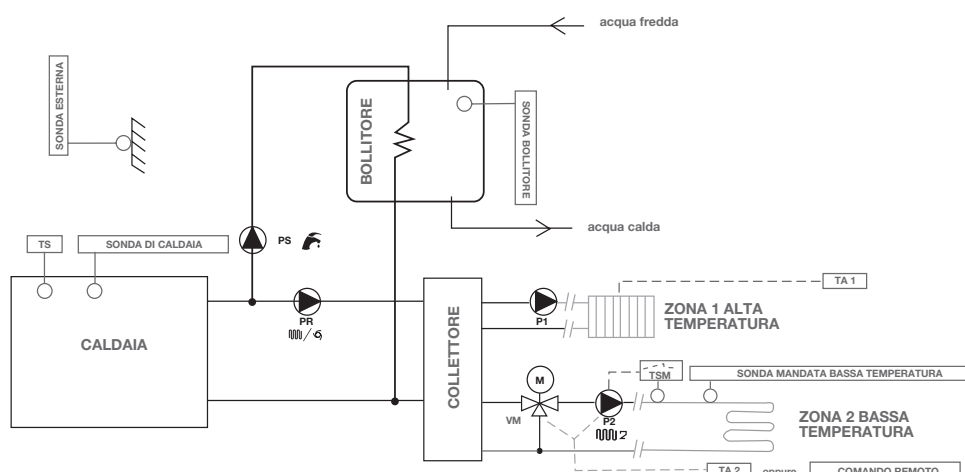 acqua fredda
SONDA ESTERNA
BOLLITORE
SONDA BOLLITORE
acqua calda
PS
TS
SONDA DI CALDAIA
CALDAIA
PR
COLLETTORE
P1
TA 1
ZONA 1 ALTA
TEMPERATURA
M
VM
P2
TSM
SONDA MANDATA BASSA TEMPERATURA
ZONA 2 BASSA
TEMPERATURA
TA 2
oppure
COMANDO REMOTO